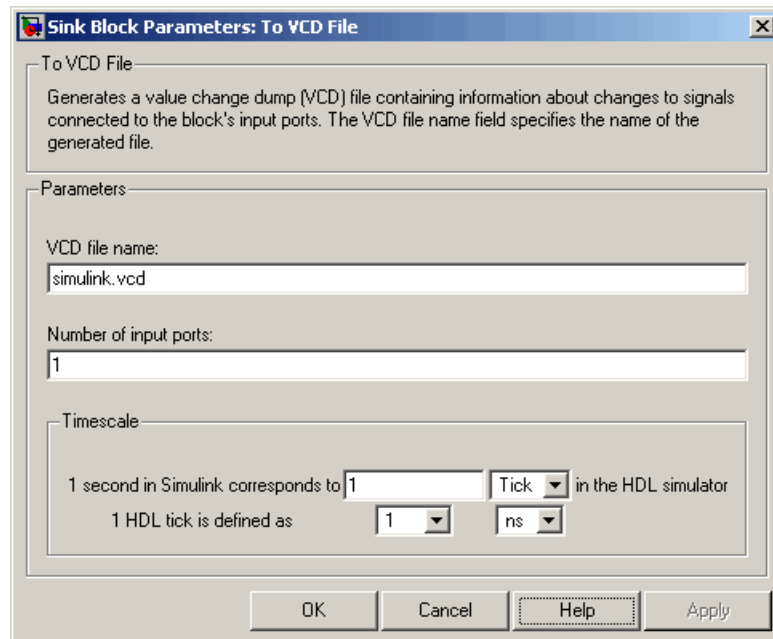 Sink Block Parameters: To VCD File
To VCD File
Generates a value change dump (VCD) file containing information about changes to signals
connected to the block's input ports. The VCD file name field specifies the name of the
generated file.
Parameters
VCD file name:
simulink.vcd
Number of input ports:
1
Timescale
1 second in Simulink corresponds to 1 Tick in the HDL simulator
1 HDL tick is defined as 1 ns
OK Cancel Help Apply